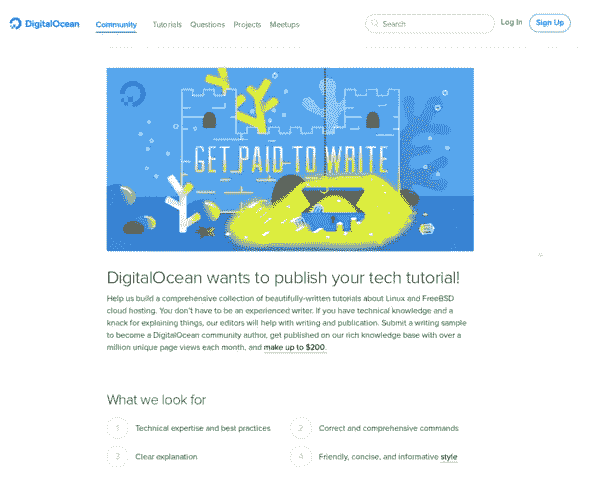 DigitalOcean Community Tutorials Questions Projects Meetups Search Log In Sign Up
GET PAID TO WRITE
DigitalOcean wants to publish your tech tutorial!
Help us build a comprehensive collection of beautifully-written tutorials about Linux and FreeBSD
cloud hosting. You don't have to be an experienced writer. If you have technical knowledge and a
knack for explaining things, our editors will help with writing and publication. Submit a writing sample
to become a DigitalOcean community author, get published on our rich knowledge base with over a
million unique page views each month, and make up to $200.
What we look for
1 Technical expertise and best practices
2 Correct and comprehensive commands
3 Clear explanation
4 Friendly, concise, and informative style